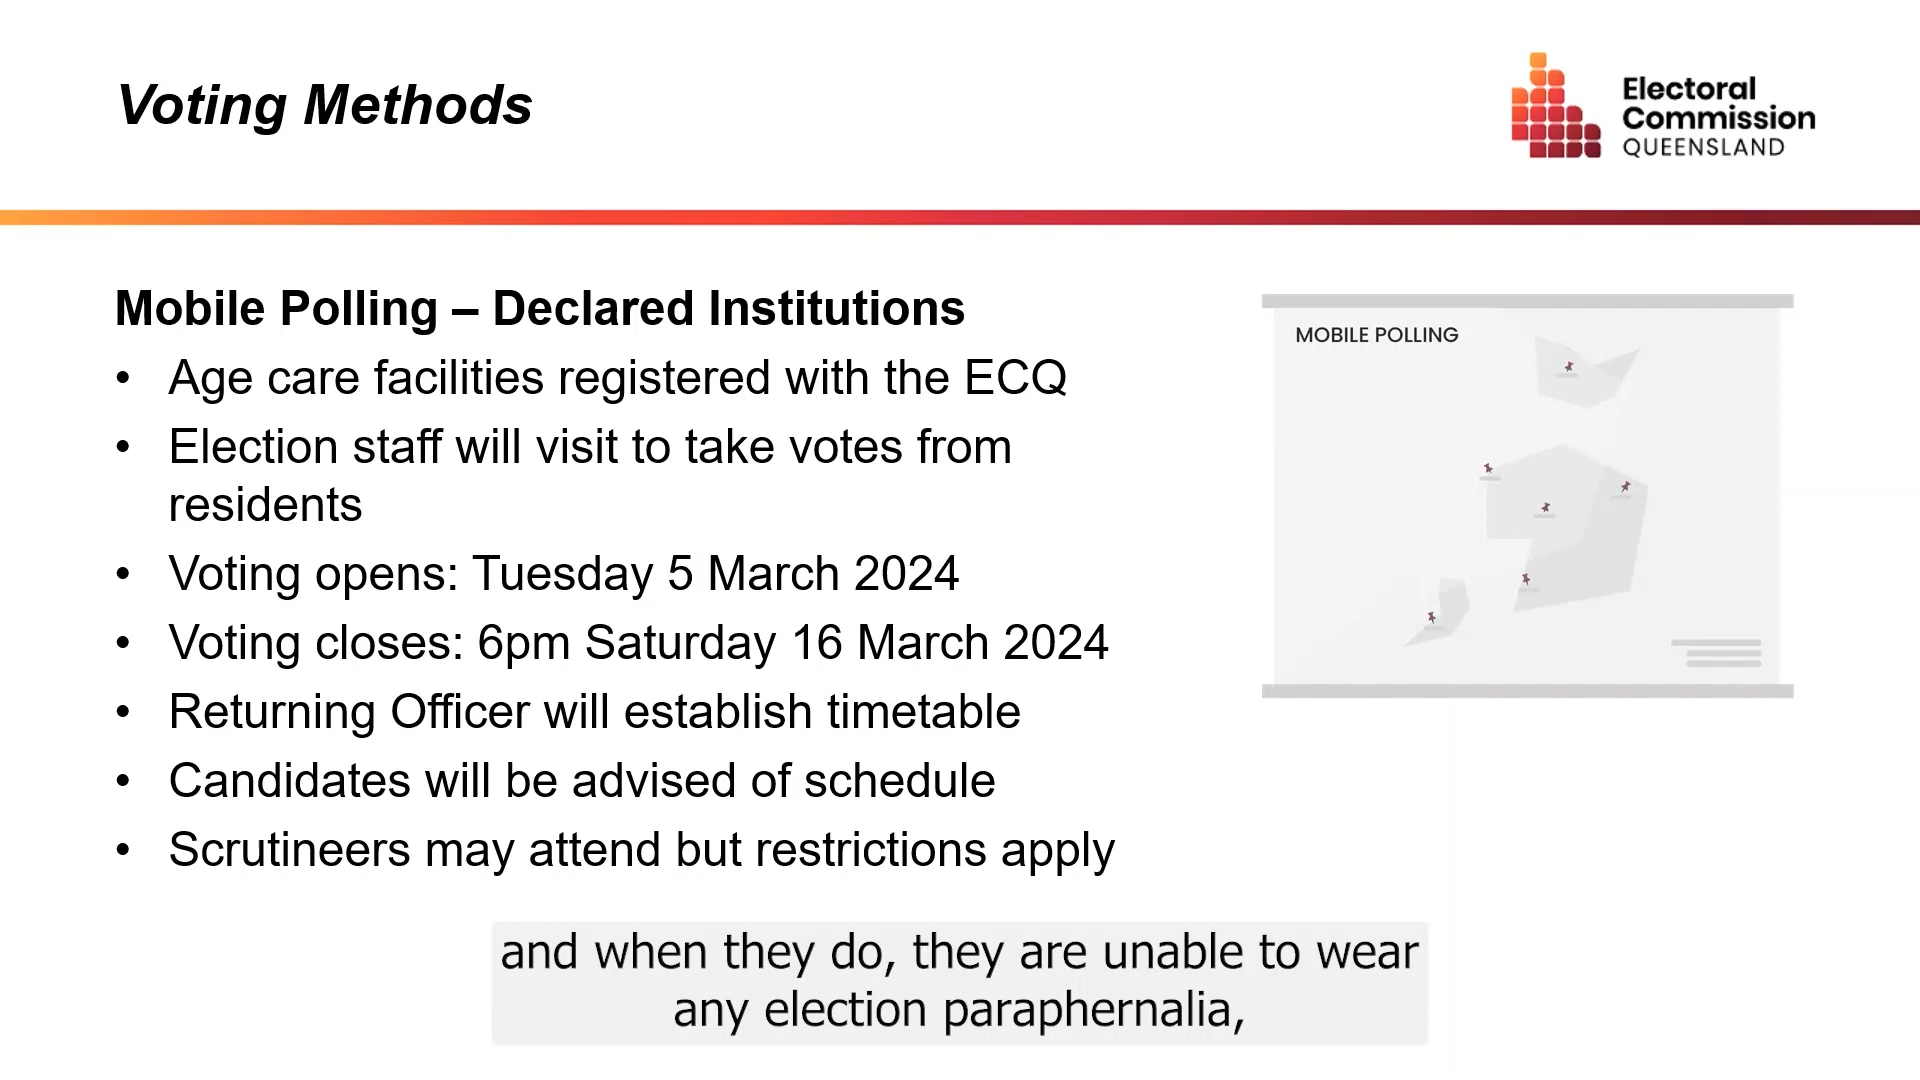 Voting Methods
Electoral
Commission
QUEENSLAND
Mobile Polling – Declared Institutions
• Age care facilities registered with the ECQ
• Election staff will visit to take votes from
residents
• Voting opens: Tuesday 5 March 2024
• Voting closes: 6pm Saturday 16 March 2024
• Returning Officer will establish timetable
• Candidates will be advised of schedule
• Scrutineers may attend but restrictions apply
MOBILE POLLING
and when they do, they are unable to wear
any election paraphernalia,